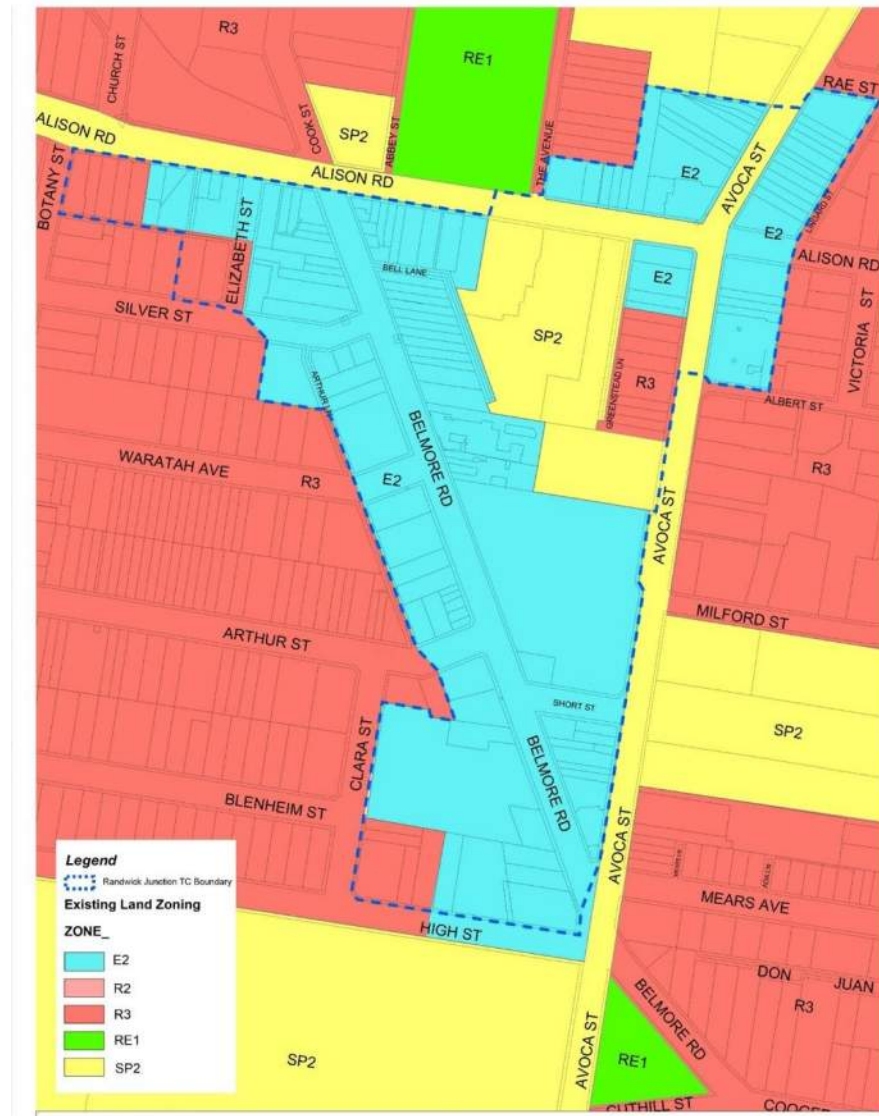 R3
RE1
CHURCH ST
COOK ST
SP2
ABBEY ST
THE AVENUE
RAE ST
ALISON RD
ALISON RD
E2
AVOCA ST
BOTANY ST
ELIZABETH ST
E2
LINGARD ST
ALISON RD
BELL LANE
E2
VICTORIA ST
SILVER ST
SP2
ARTHUR L
R3
GREENSTEAD LN
ALBERT ST
BELMORE RD
WARATAH AVE
R3
E2
R3
AVOCA ST
MILFORD ST
ARTHUR ST
SHORT ST
SP2
CLARA ST
BELMORE RD
BLENHEIM ST
AVOCA ST
MEARS AVE
HIGH ST
DON JUAN
BELMORE RD
R3
SP2
AVOCA ST
RE1
CUTHILL ST
COOGE
Legend
Randwick Junction TC Boundary
Existing Land Zoning
ZONE_
E2
R2
R3
RE1
SP2